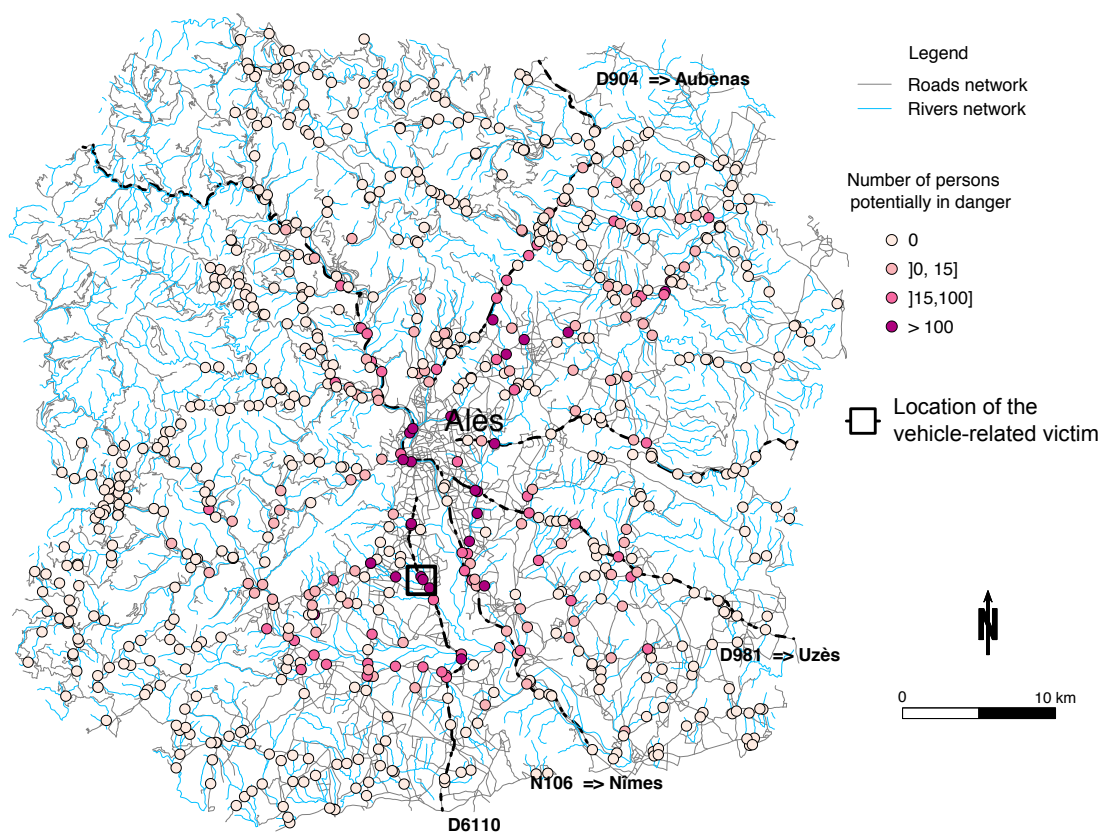 D904 => Aubenas
Legend
Roads network
Rivers network
Number of persons
potentially in danger
0
]0, 15]
]15,100]
> 100
Location of the
vehicle-related victim
Alès
N
D981 => Uzès
0 10 km
N106 => Nîmes
D6110